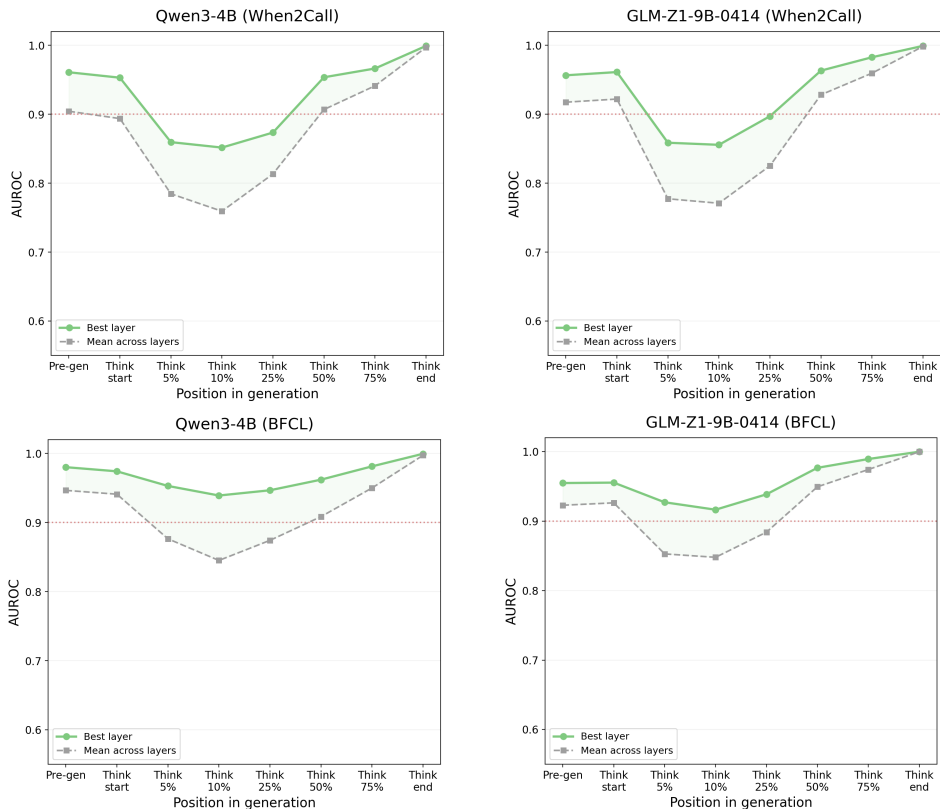 Qwen3-4B (When2Call)
AUROC
1.0
0.9
0.8
0.7
0.6
Best layer
Mean across layers
Pre-gen
Think start
Think 5%
Think 10%
Think 25%
Think 50%
Think 75%
Think end
Position in generation
GLM-Z1-9B-0414 (When2Call)
AUROC
1.0
0.9
0.8
0.7
0.6
Best layer
Mean across layers
Pre-gen
Think start
Think 5%
Think 10%
Think 25%
Think 50%
Think 75%
Think end
Position in generation
Qwen3-4B (BFCL)
AUROC
1.0
0.9
0.8
0.7
0.6
Best layer
Mean across layers
Pre-gen
Think start
Think 5%
Think 10%
Think 25%
Think 50%
Think 75%
Think end
Position in generation
GLM-Z1-9B-0414 (BFCL)
AUROC
1.0
0.9
0.8
0.7
0.6
Best layer
Mean across layers
Pre-gen
Think start
Think 5%
Think 10%
Think 25%
Think 50%
Think 75%
Think end
Position in generation